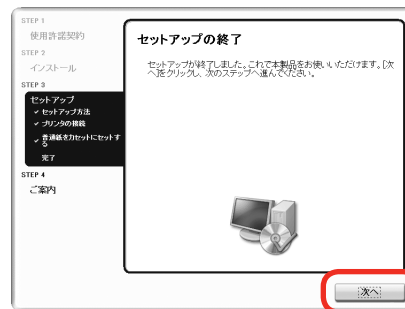 STEP 1
使用許諾契約
STEP 2
インストール
STEP 3
セットアップ
✓ セットアップ方法
✓ プリンタの接続
✓ 普通紙をカセットにセットす
る
完了
STEP 4
ご案内
セットアップの終了
セットアップが終了しました。これで本製品をお使いいただけます。[次
へ]をクリックし、次のステップへ進んでください。
次へ